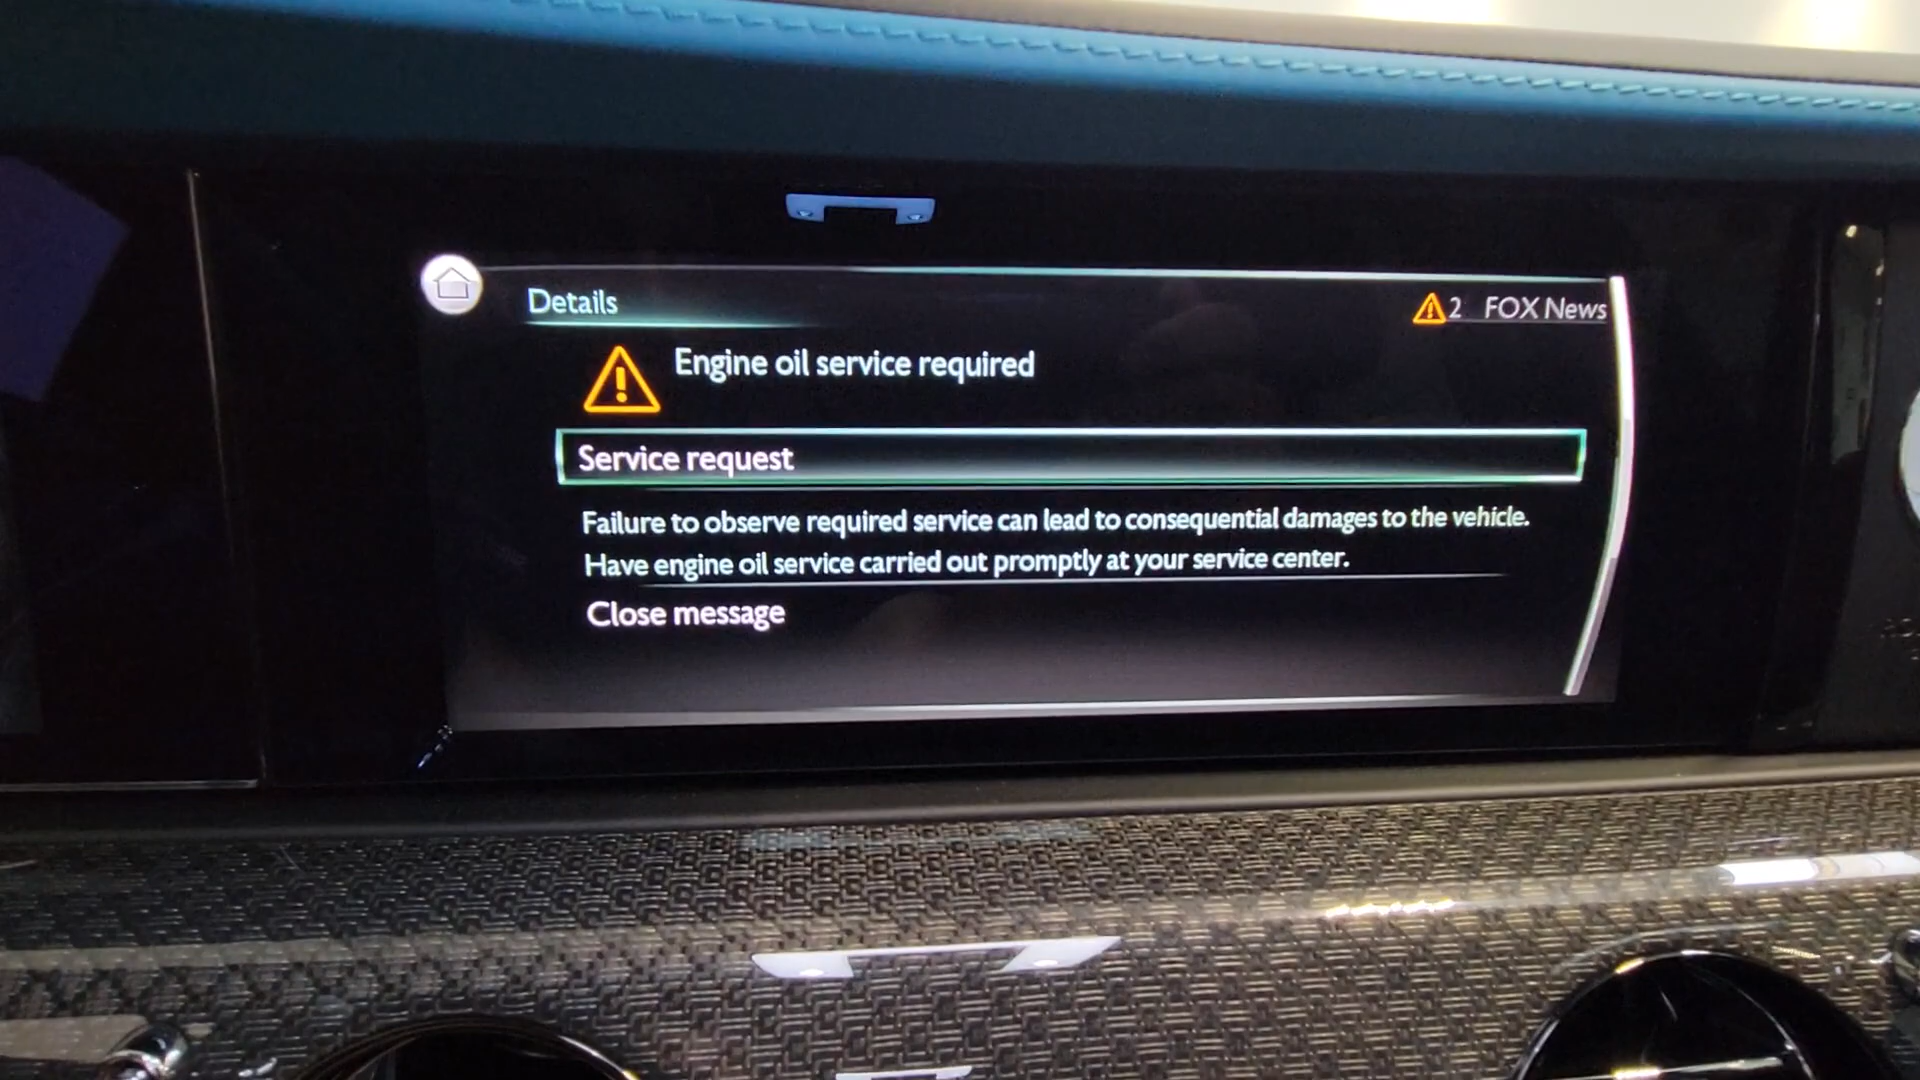 Details
2 FOX News
Engine oil service required
Service request
Failure to observe required service can lead to consequential damages to the vehicle.
Have engine oil service carried out promptly at your service center.
Close message